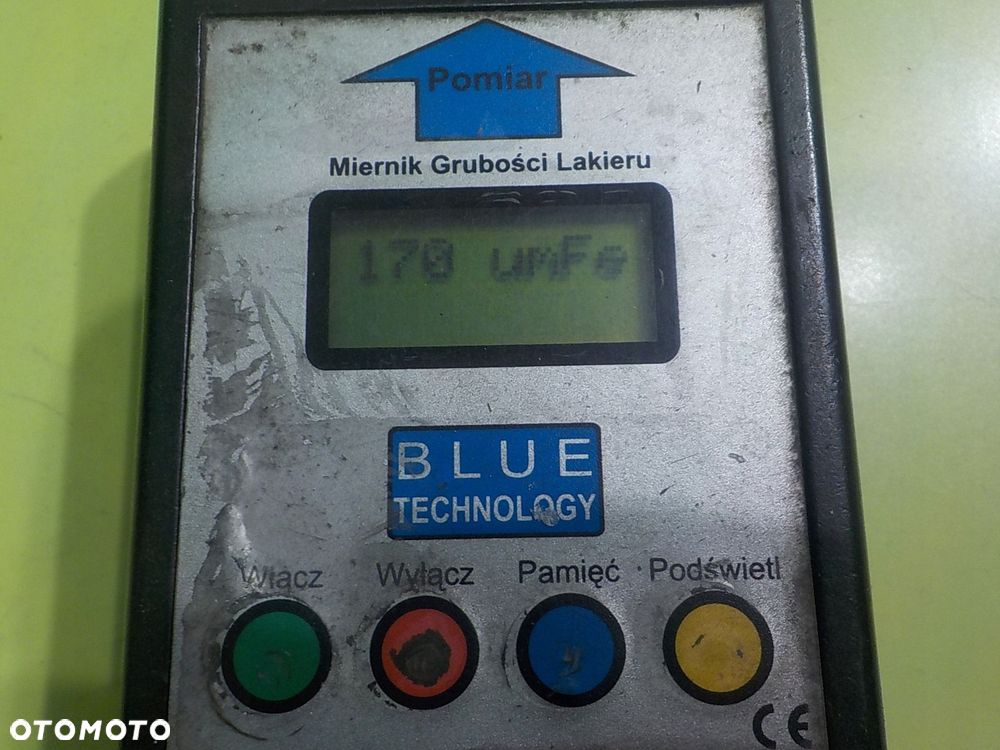 Pomiar
Miernik Grubości Lakieru
170 umFe
BLUE
TECHNOLOGY
Włącz Wyłącz Pamięć Podświetl
CE
OTOMOTO